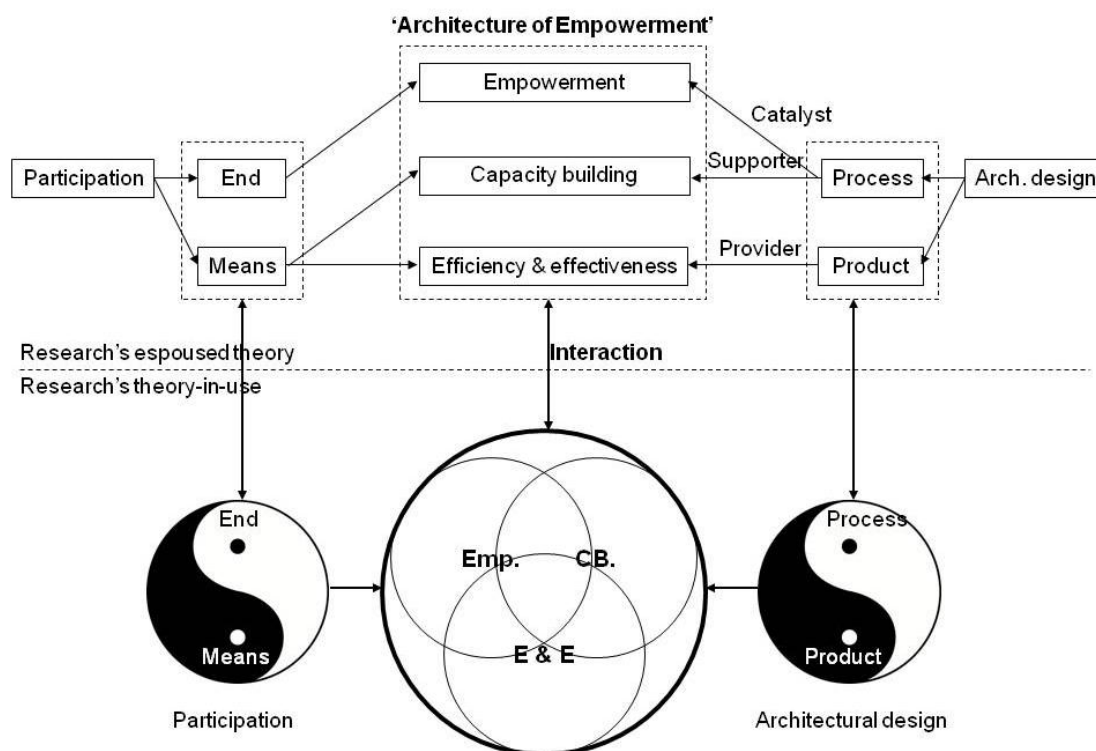 ‘Architecture of Empowerment’
Empowerment
Catalyst
Supporter
Participation
End
Capacity building
Process
Arch. design
Provider
Means
Efficiency & effectiveness
Product
Research’s espoused theory
Interaction
Research’s theory-in-use
End
Process
Emp.
CB.
E & E
Means
Product
Participation
Architectural design